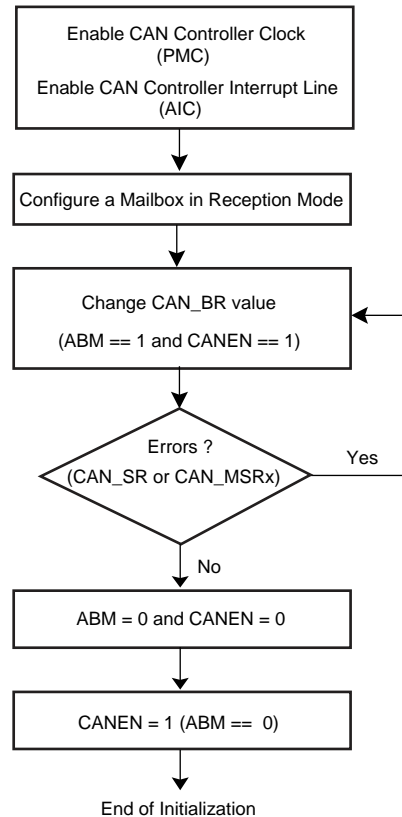 Enable CAN Controller Clock
(PMC)
Enable CAN Controller Interrupt Line
(AIC)
Configure a Mailbox in Reception Mode
Change CAN_BR value
(ABM == 1 and CANEN == 1)
Errors ?
(CAN_SR or CAN_MSRx)
Yes
No
ABM = 0 and CANEN = 0
CANEN = 1 (ABM == 0)
End of Initialization